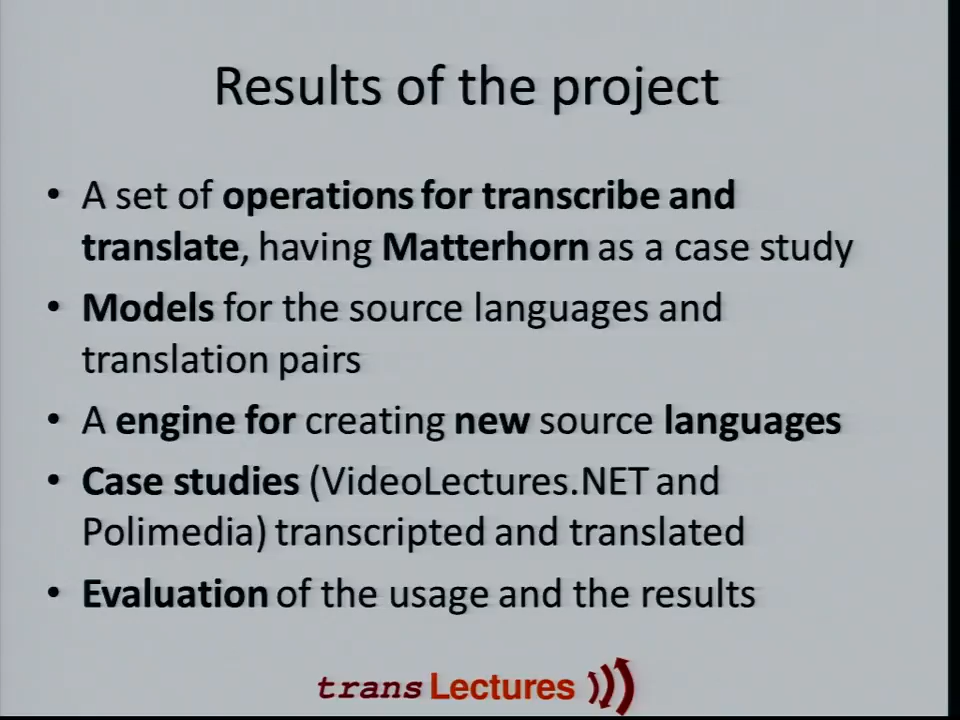 Results of the project
• A set of operations for transcribe and
translate, having Matterhorn as a case study
• Models for the source languages and
translation pairs
• A engine for creating new source languages
• Case studies (VideoLectures.NET and
Polimedia) transcripted and translated
• Evaluation of the usage and the results
trans Lectures